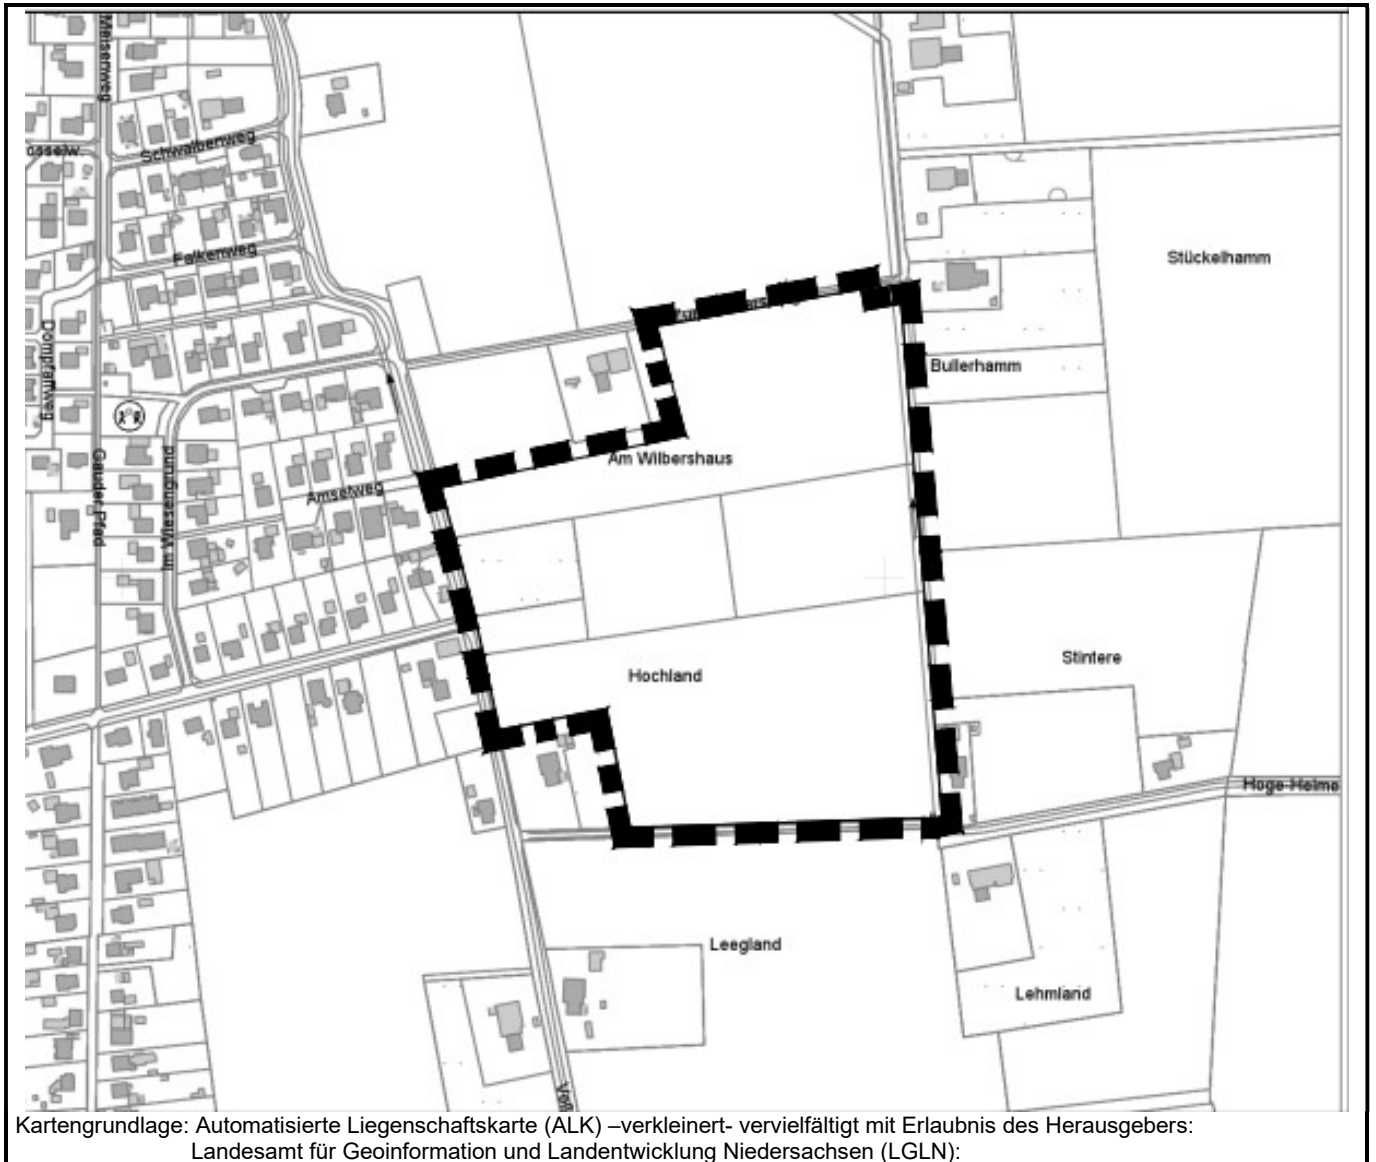 Meisenweg
Schwalbenweg
Falkenweg
Stückelhamm
Dompfaffweg
Bullerhamm
Gauder Pfad
Im Wiesengrund
Am Wilbershaus
Amselweg
Hochland
Stintere
Hoge Helme
Leegland
Lehmland
Kartengrundlage: Automatisierte Liegenschaftskarte (ALK) –verkleinert- vervielfältigt mit Erlaubnis des Herausgebers:
Landesamt für Geoinformation und Landentwicklung Niedersachsen (LGLN):